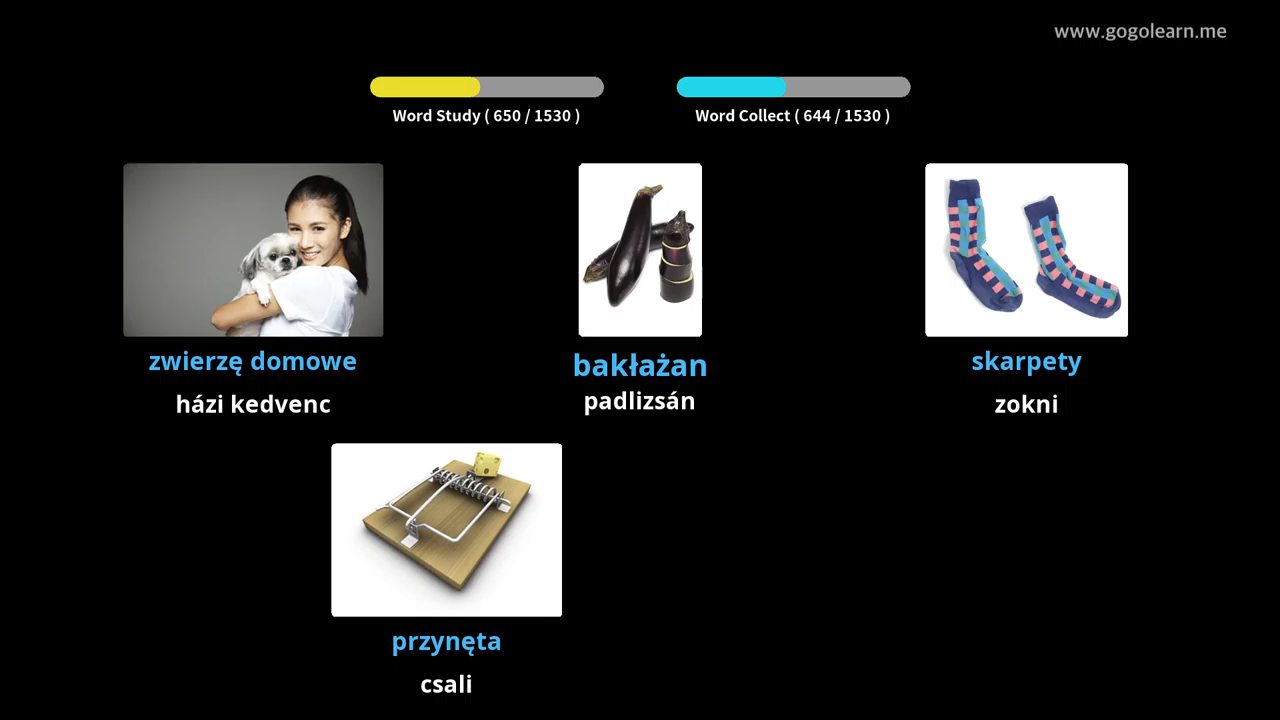 www.gogolearn.me
Word Study ( 650 / 1530 )
Word Collect ( 644 / 1530 )
zwierzę domowe
házi kedvenc
bakłażan
padlizsán
skarpety
zokni
przynęta
csali